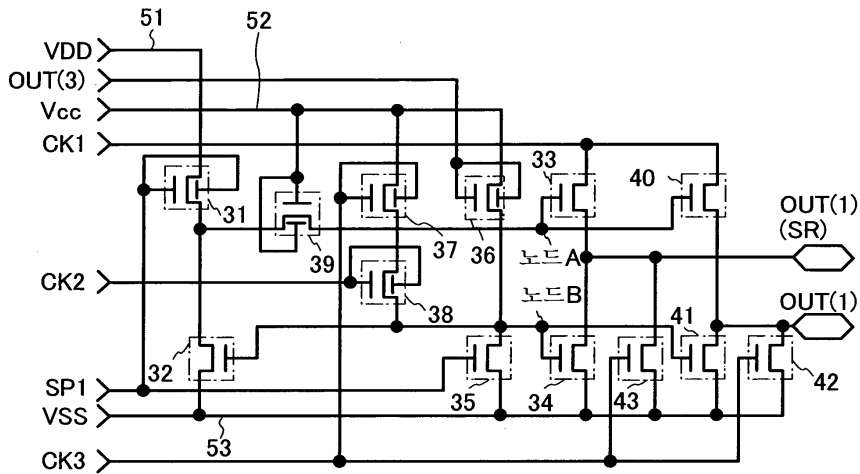 51
52
VDD
OUT(3)
Vcc
CK1
33
40
OUT(1)
(SR)
31
39
37
36
노드A
CK2
노드B
OUT(1)
38
41
32
SP1
35
34
43
42
VSS
53
CK3